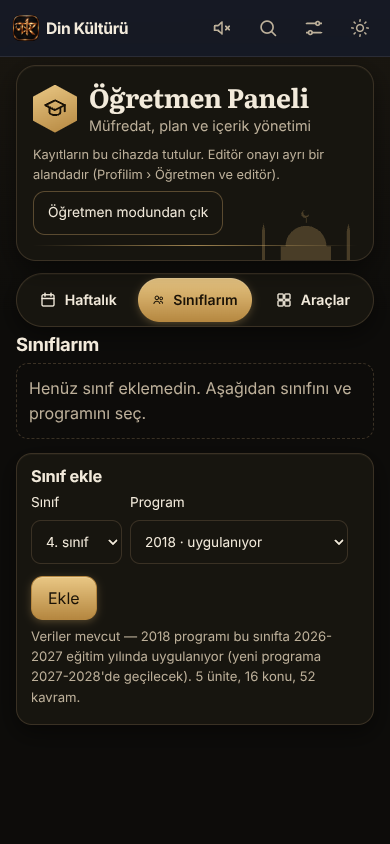 Din Kültürü
Öğretmen Paneli
Müfredat, plan ve içerik yönetimi
Kayıtların bu cihazda tutulur. Editör onayı ayrı bir
alandadır (Profilim › Öğretmen ve editör).
Öğretmen modundan çık
Haftalık
Sınıflarım
Araçlar
Sınıflarım
Henüz sınıf eklemedin. Aşağıdan sınıfını ve
programını seç.
Sınıf ekle
Sınıf
Program
4. sınıf
2018 · uygulanıyor
Ekle
Veriler mevcut — 2018 programı bu sınıfta 2026-
2027 eğitim yılında uygulanıyor (yeni programa
2027-2028'de geçilecek). 5 ünite, 16 konu, 52
kavram.